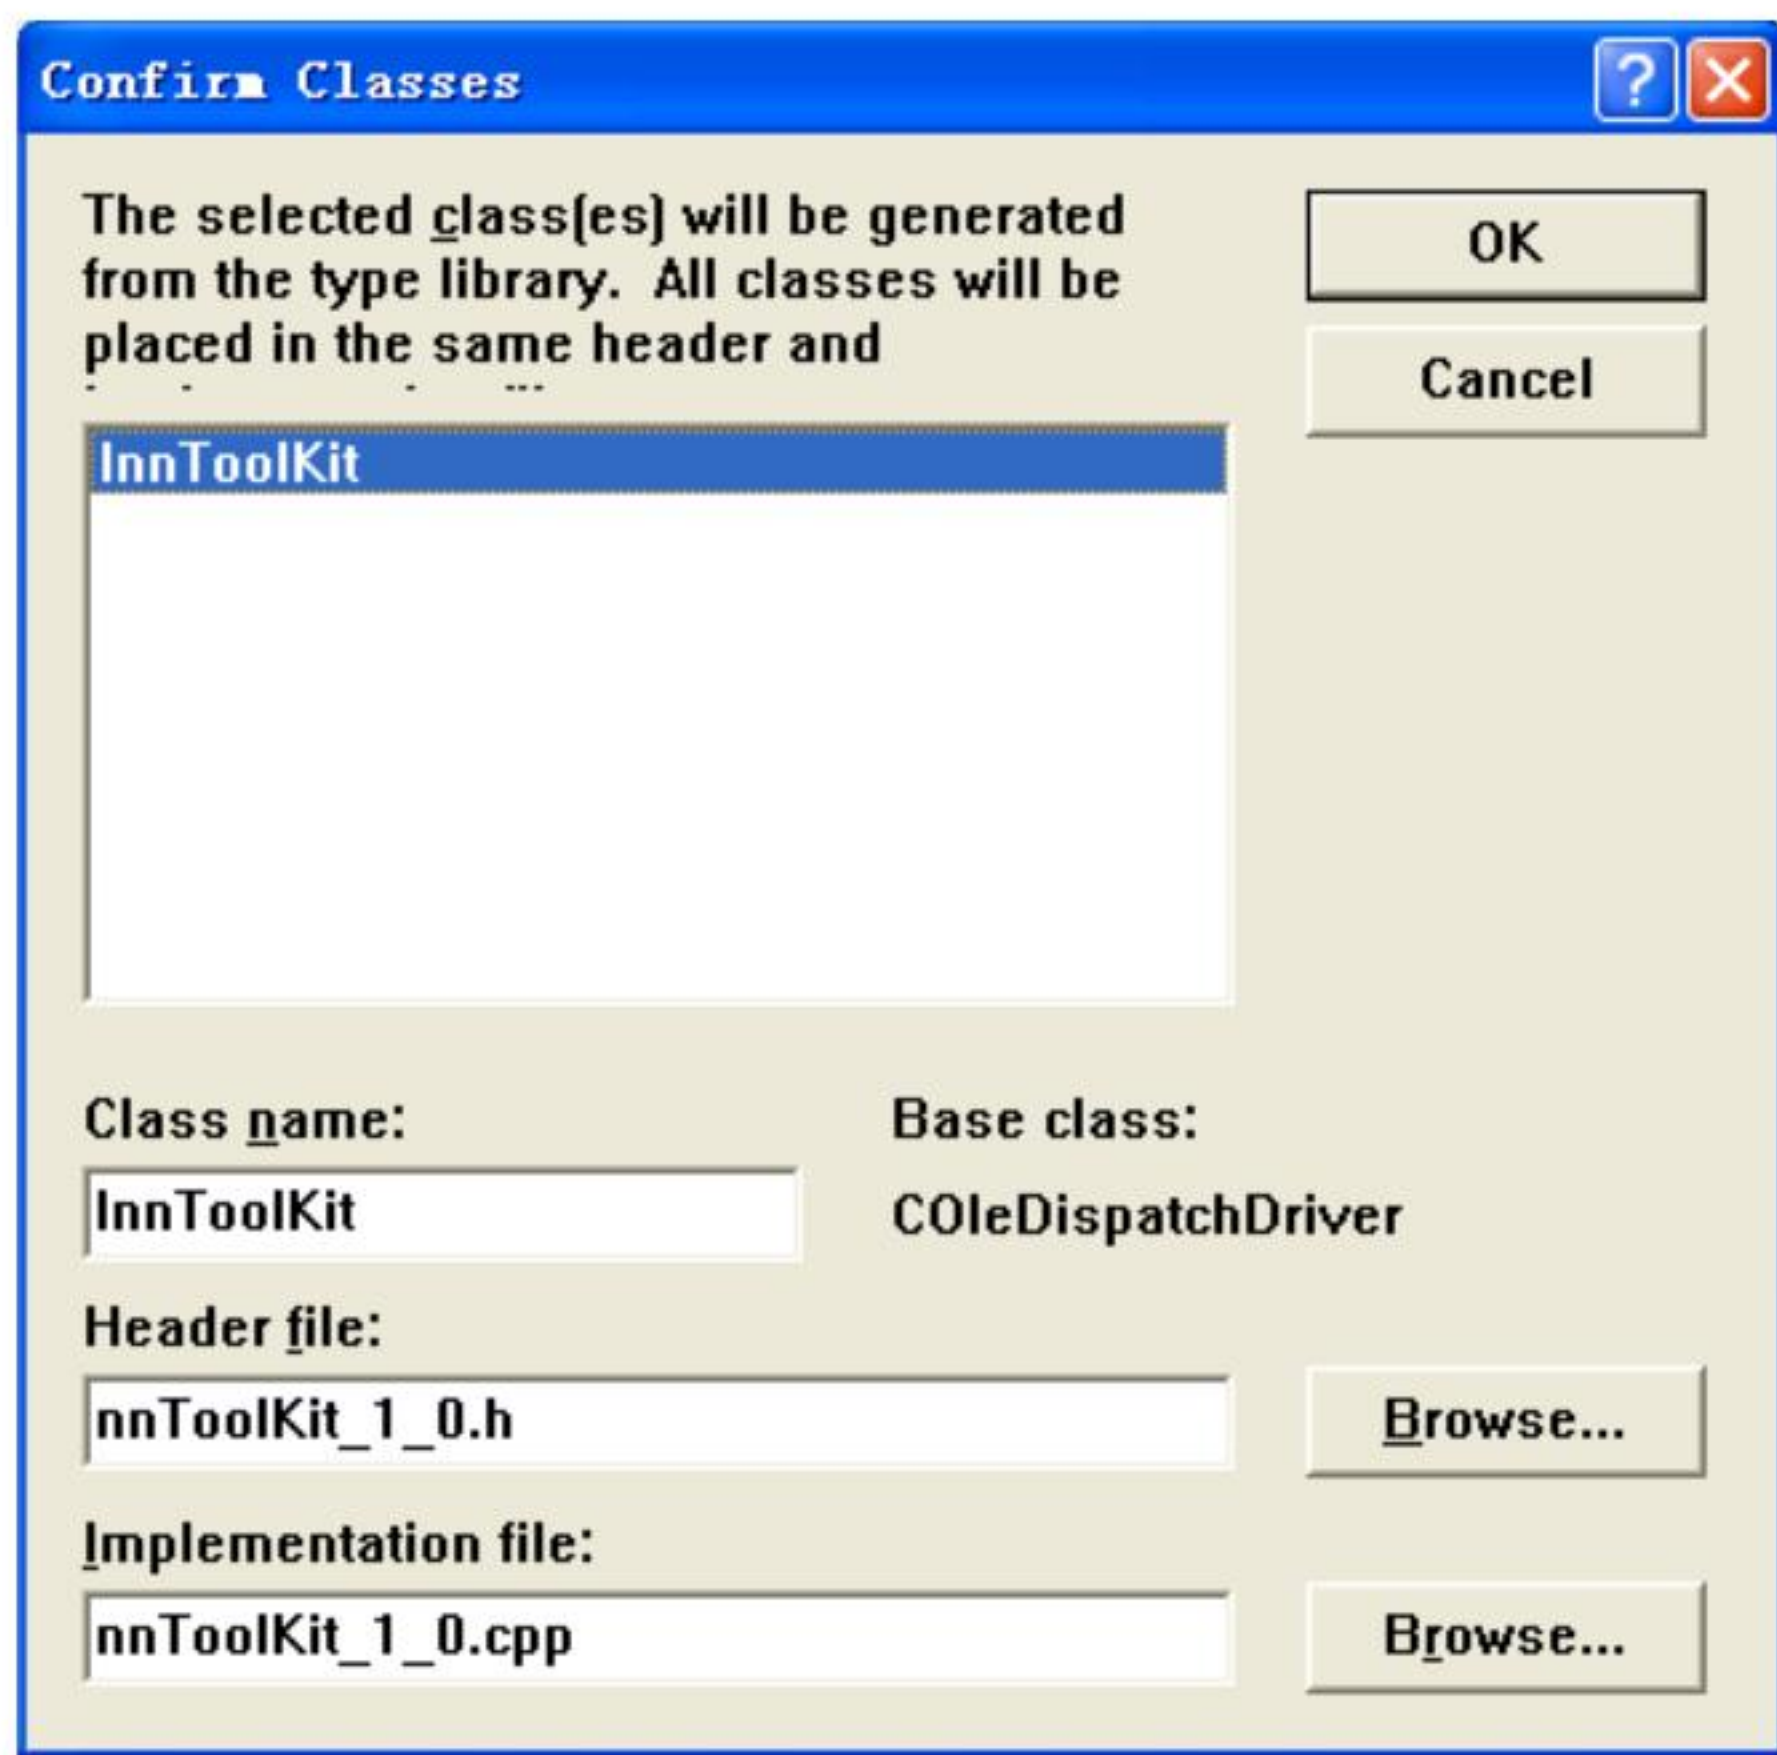 Confirm Classes
The selected class(es) will be generated
from the type library. All classes will be
placed in the same header and
OK
Cancel
InnToolKit
Class name:
Base class:
InnToolKit
COleDispatchDriver
Header file:
nnToolKit_1_0.h
Browse...
Implementation file:
nnToolKit_1_0.cpp
Browse...